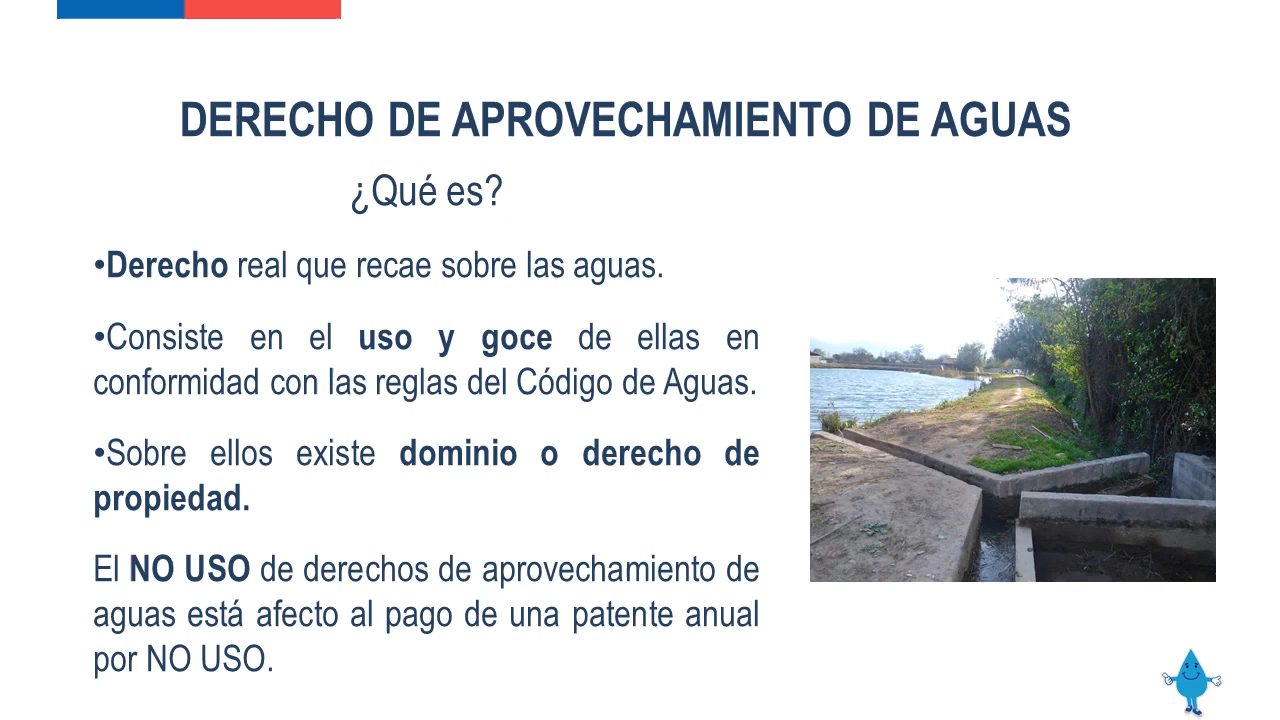 DERECHO DE APROVECHAMIENTO DE AGUAS
¿Qué es?
•Derecho real que recae sobre las aguas.
•Consiste en el uso y goce de ellas en
conformidad con las reglas del Código de Aguas.
•Sobre ellos existe dominio o derecho de
propiedad.
El NO USO de derechos de aprovechamiento de
aguas está afecto al pago de una patente anual
por NO USO.